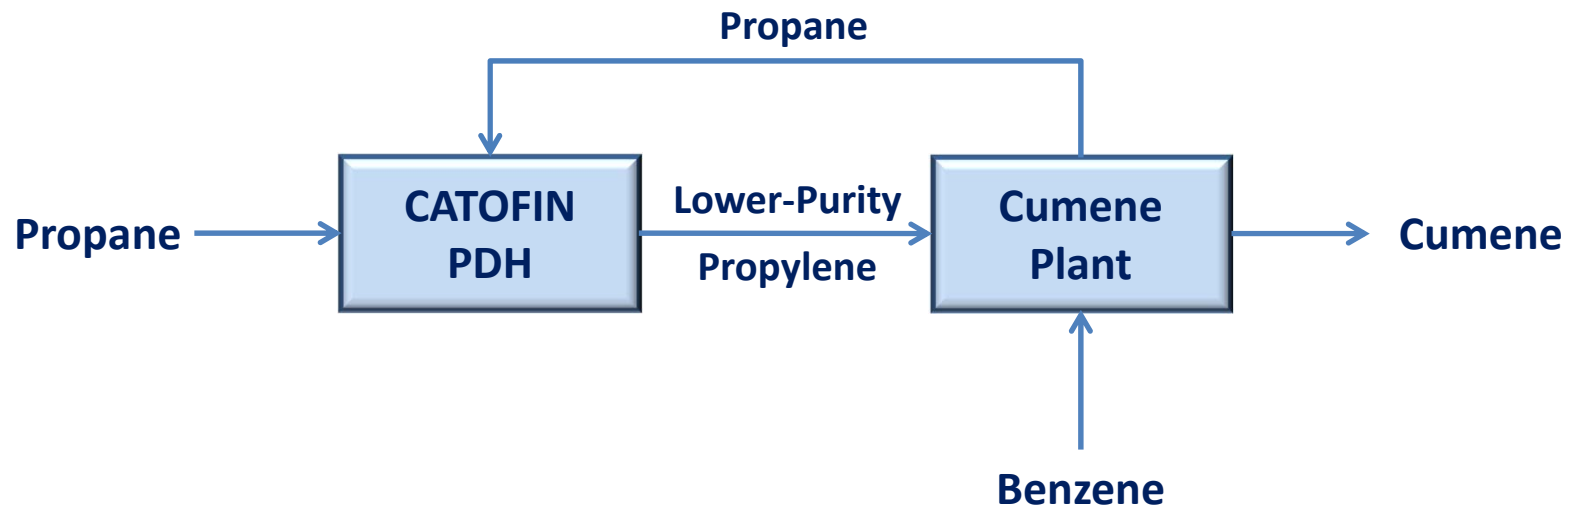 Propane
Propane
CATOFIN
PDH
Lower-Purity
Propylene
Cumene
Plant
Cumene
Benzene